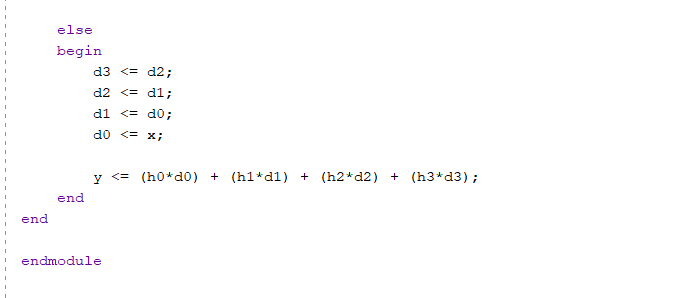 else
begin
d3 <= d2;
d2 <= d1;
d1 <= d0;
d0 <= x;
y <= (h0*d0) + (h1*d1) + (h2*d2) + (h3*d3);
end
end
endmodule